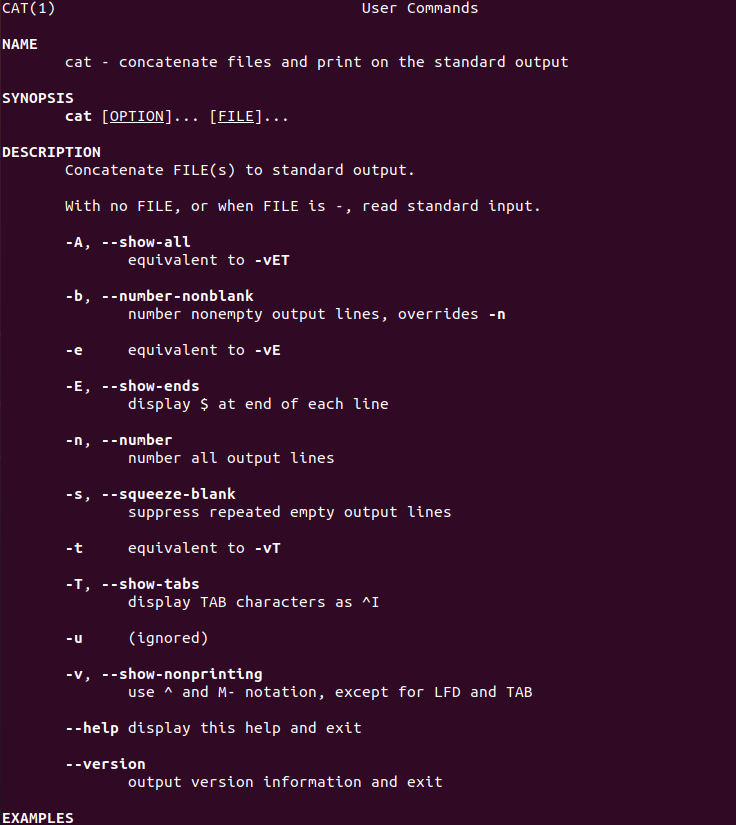 CAT(1) User Commands
NAME
cat - concatenate files and print on the standard output
SYNOPSIS
cat [OPTION]... [FILE]...
DESCRIPTION
Concatenate FILE(s) to standard output.
With no FILE, or when FILE is -, read standard input.
-A, --show-all
equivalent to -vET
-b, --number-nonblank
number nonempty output lines, overrides -n
-e equivalent to -vE
-E, --show-ends
display $ at end of each line
-n, --number
number all output lines
-s, --squeeze-blank
suppress repeated empty output lines
-t equivalent to -vT
-T, --show-tabs
display TAB characters as ^I
-u (ignored)
-v, --show-nonprinting
use ^ and M- notation, except for LFD and TAB
--help display this help and exit
--version
output version information and exit
EXAMPLES